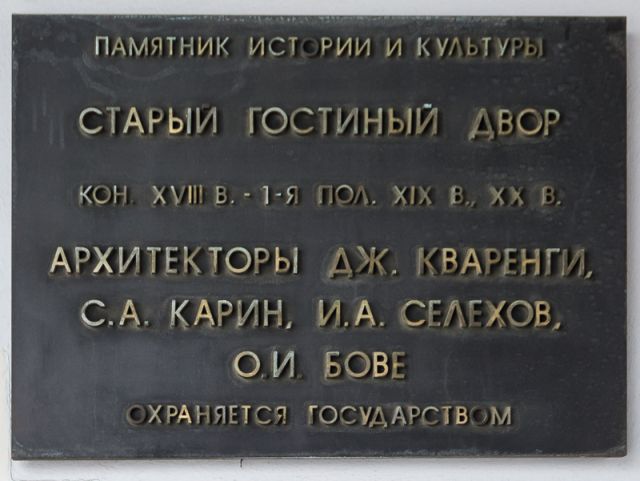 ПАМЯТНИК ИСТОРИИ И КУЛЬТУРЫ
СТАРЫЙ ГОСТИНЫЙ ДВОР
КОН. XVIII В. - 1-Я ПОЛ. XIX В., XX В.
АРХИТЕКТОРЫ ДЖ. КВАРЕНГИ,
С.А. КАРИН, И.А. СЕЛЕХОВ,
О.И. БОВЕ
ОХРАНЯЕТСЯ ГОСУДАРСТВОМ